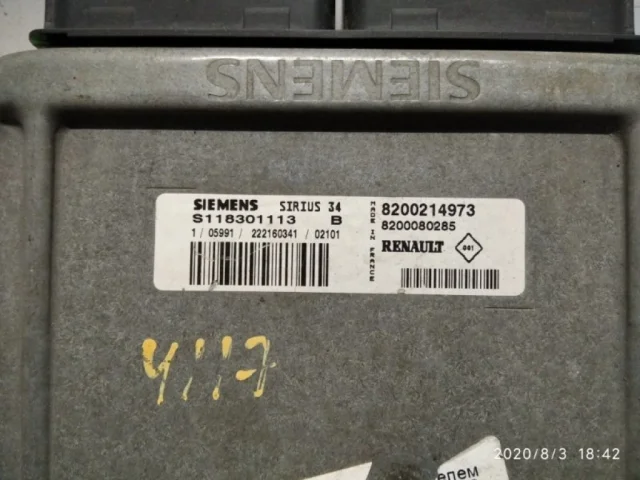 SIEMENS
SIEMENS SIRIUS 34
S118301113 B
1 / 05991 / 222160341 / 02101
MADE IN FRANCE
8200214973
8200080285
RENAULT 001
2020/8/3 18:42